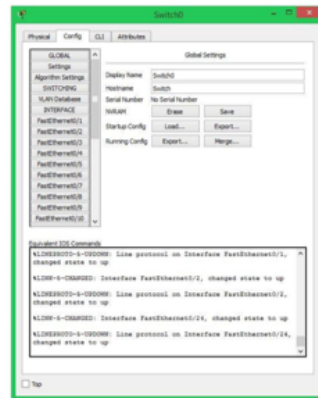 Switch0
Physical Config CLI Attributes
GLOBAL
Settings
Algorithm Settings
SWITCHING
VLAN Database
INTERFACE
FastEthernet0/1
FastEthernet0/2
FastEthernet0/3
FastEthernet0/4
FastEthernet0/5
FastEthernet0/6
FastEthernet0/7
FastEthernet0/8
FastEthernet0/9
FastEthernet0/10
Global Settings
Display Name Switch0
Hostname Switch
Serial Number No Serial Number
NVRAM Erase Save
Startup Config Load... Export...
Running Config Export... Merge...
Equivalent IOS Commands
%LINEPROTO-5-UPDOWN: Line protocol on Interface FastEthernet0/1,
changed state to up
%LINK-5-CHANGED: Interface FastEthernet0/2, changed state to up
%LINEPROTO-5-UPDOWN: Line protocol on Interface FastEthernet0/2,
changed state to up
%LINK-5-CHANGED: Interface FastEthernet0/24, changed state to up
%LINEPROTO-5-UPDOWN: Line protocol on Interface FastEthernet0/24,
changed state to up
Top